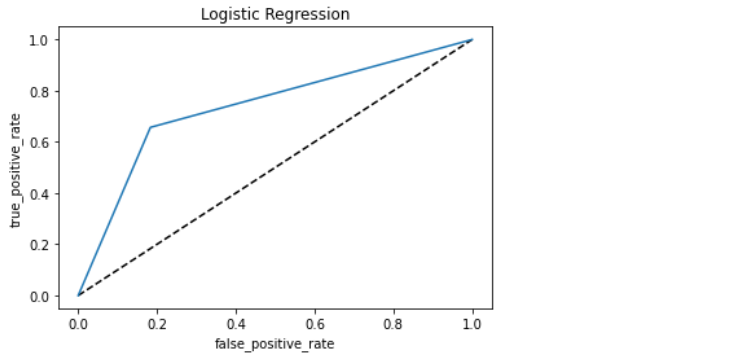 Logistic Regression
1.0
0.8
0.6
0.4
0.2
0.0
true_positive_rate
0.0 0.2 0.4 0.6 0.8 1.0
false_positive_rate